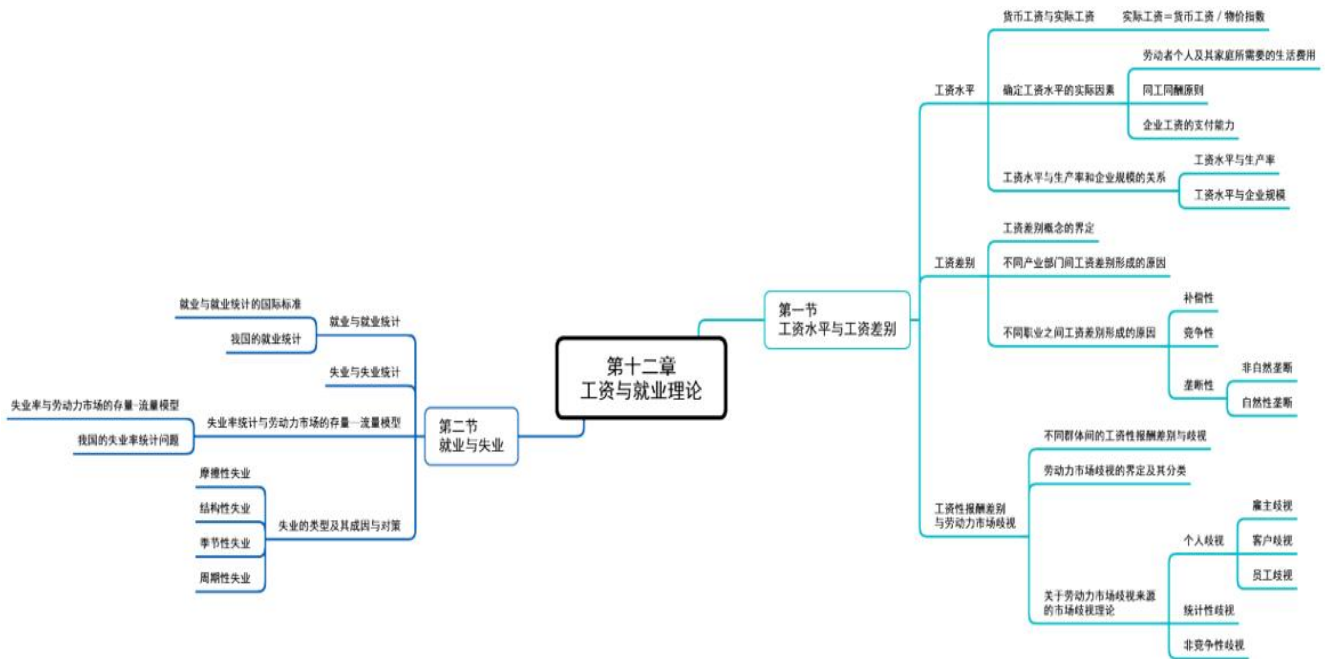 第十二章
工资与就业理论
第一节
工资水平与工资差别
工资水平
货币工资与实际工资
实际工资＝货币工资 / 物价指数
确定工资水平的实际因素
劳动者个人及其家庭所需要的生活费用
同工同酬原则
企业工资的支付能力
工资水平与生产率和企业规模的关系
工资水平与生产率
工资水平与企业规模
工资差别
工资差别概念的界定
不同产业部门间工资差别形成的原因
不同职业之间工资差别形成的原因
补偿性
竞争性
垄断性
非自然垄断
自然性垄断
工资性报酬差别
与劳动力市场歧视
不同群体间的工资性报酬差别与歧视
劳动力市场歧视的界定及其分类
关于劳动力市场歧视来源
的市场歧视理论
个人歧视
雇主歧视
客户歧视
员工歧视
统计性歧视
非竞争性歧视
第二节
就业与失业
就业与就业统计
就业与就业统计的国际标准
我国的就业统计
失业与失业统计
失业率统计与劳动力市场的存量—流量模型
失业率与劳动力市场的存量-流量模型
我国的失业率统计问题
失业的类型及其成因与对策
摩擦性失业
结构性失业
季节性失业
周期性失业